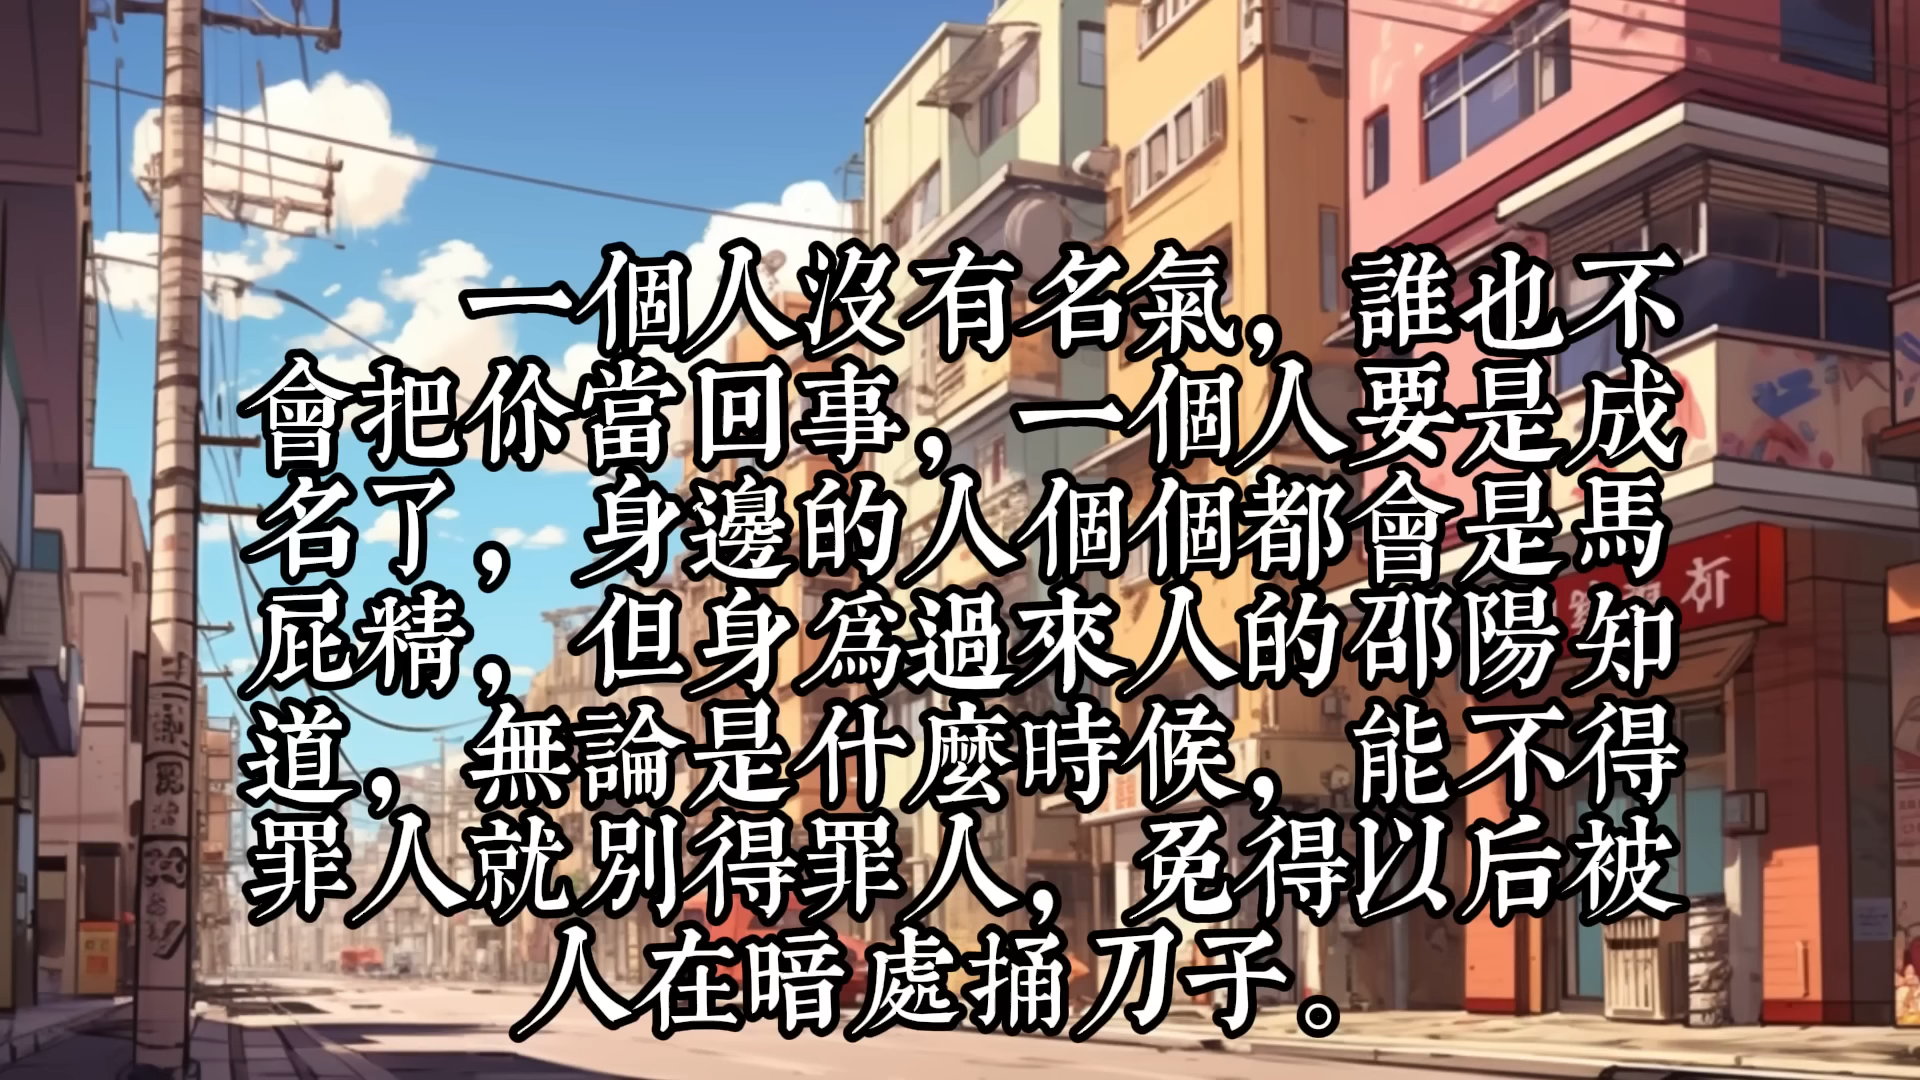 一個人沒有名氣，誰也不
會把你當回事，一個人要是成
名了，身邊的人個個都會是馬
屁精，但身爲過來人的邵陽知
道，無論是什麼時候，能不得
罪人就別得罪人，免得以后被
人在暗處捅刀子。